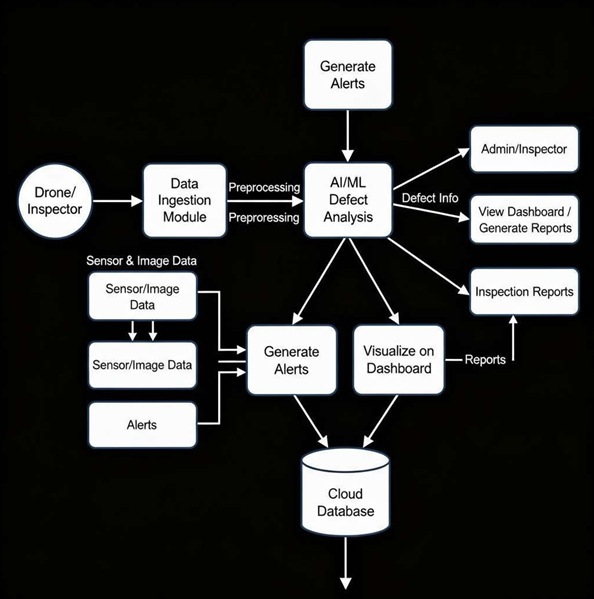 Generate
Alerts
Admin/Inspector
Drone/
Inspector
Data
Ingestion
Module
Preprocessing
Preproressing
AI/ML
Defect
Analysis
Defect Info
View Dashboard /
Generate Reports
Sensor & Image Data
Sensor/Image
Data
Inspection Reports
Sensor/Image Data
Generate
Alerts
Visualize on
Dashboard
Reports
Alerts
Cloud
Database